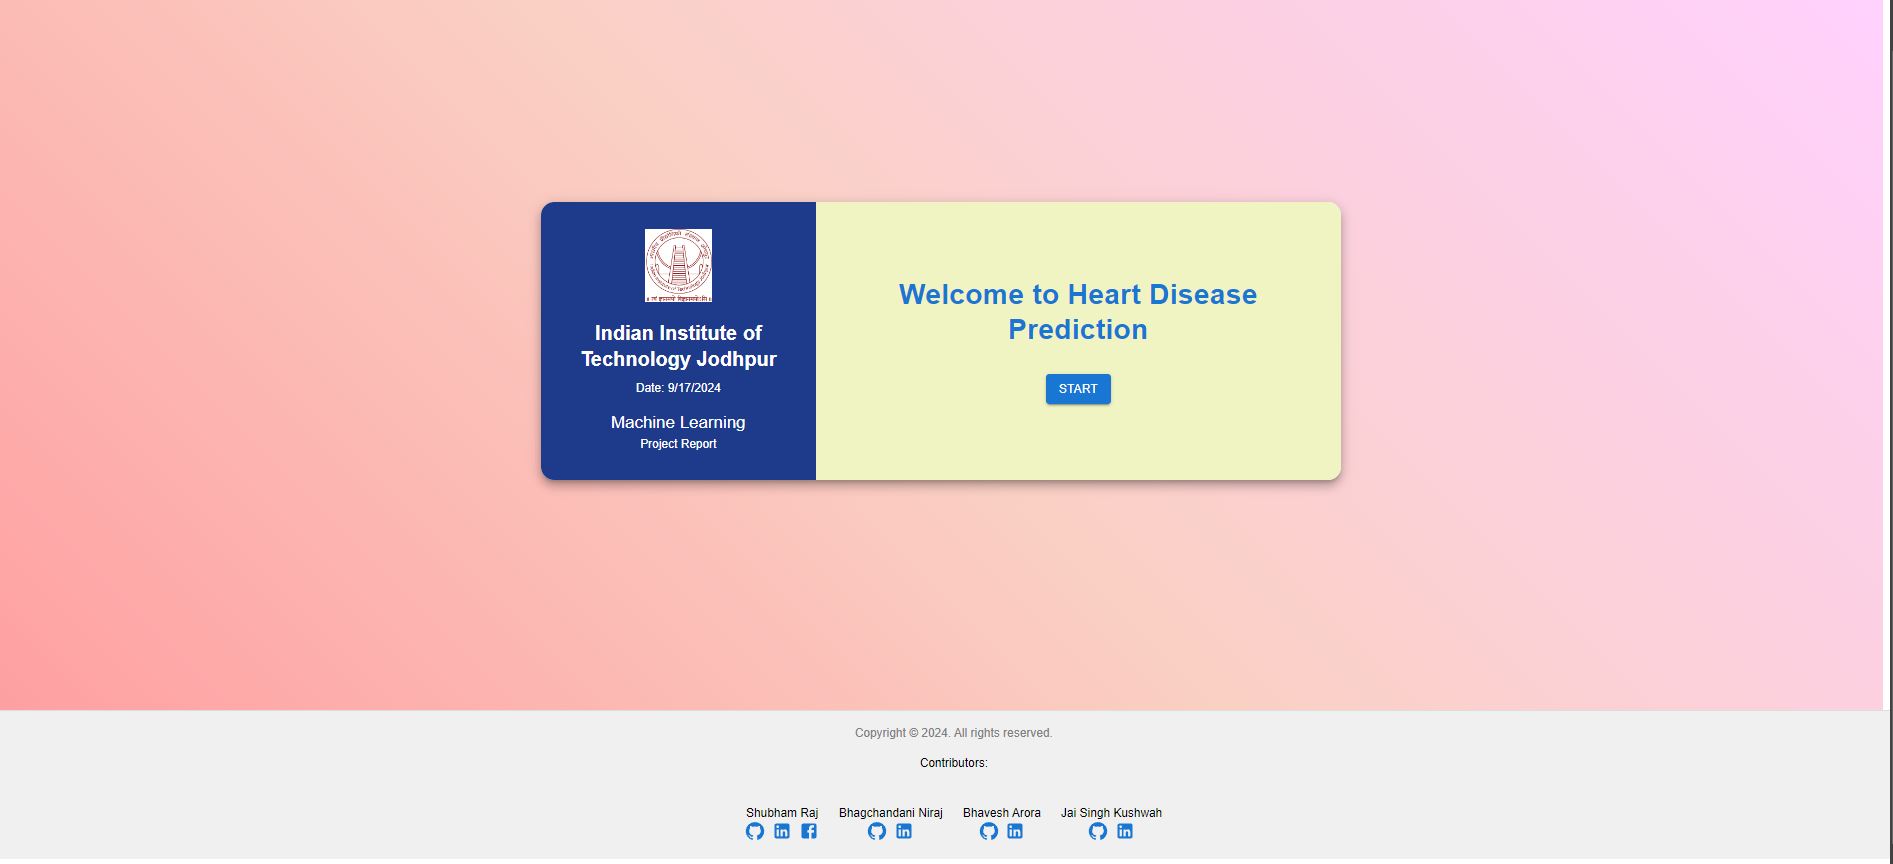 Indian Institute of
Technology Jodhpur
Date: 9/17/2024
Machine Learning
Project Report
Welcome to Heart Disease
Prediction
START
Copyright © 2024. All rights reserved.
Contributors:
Shubham Raj Bhagchandani Niraj Bhavesh Arora Jai Singh Kushwah